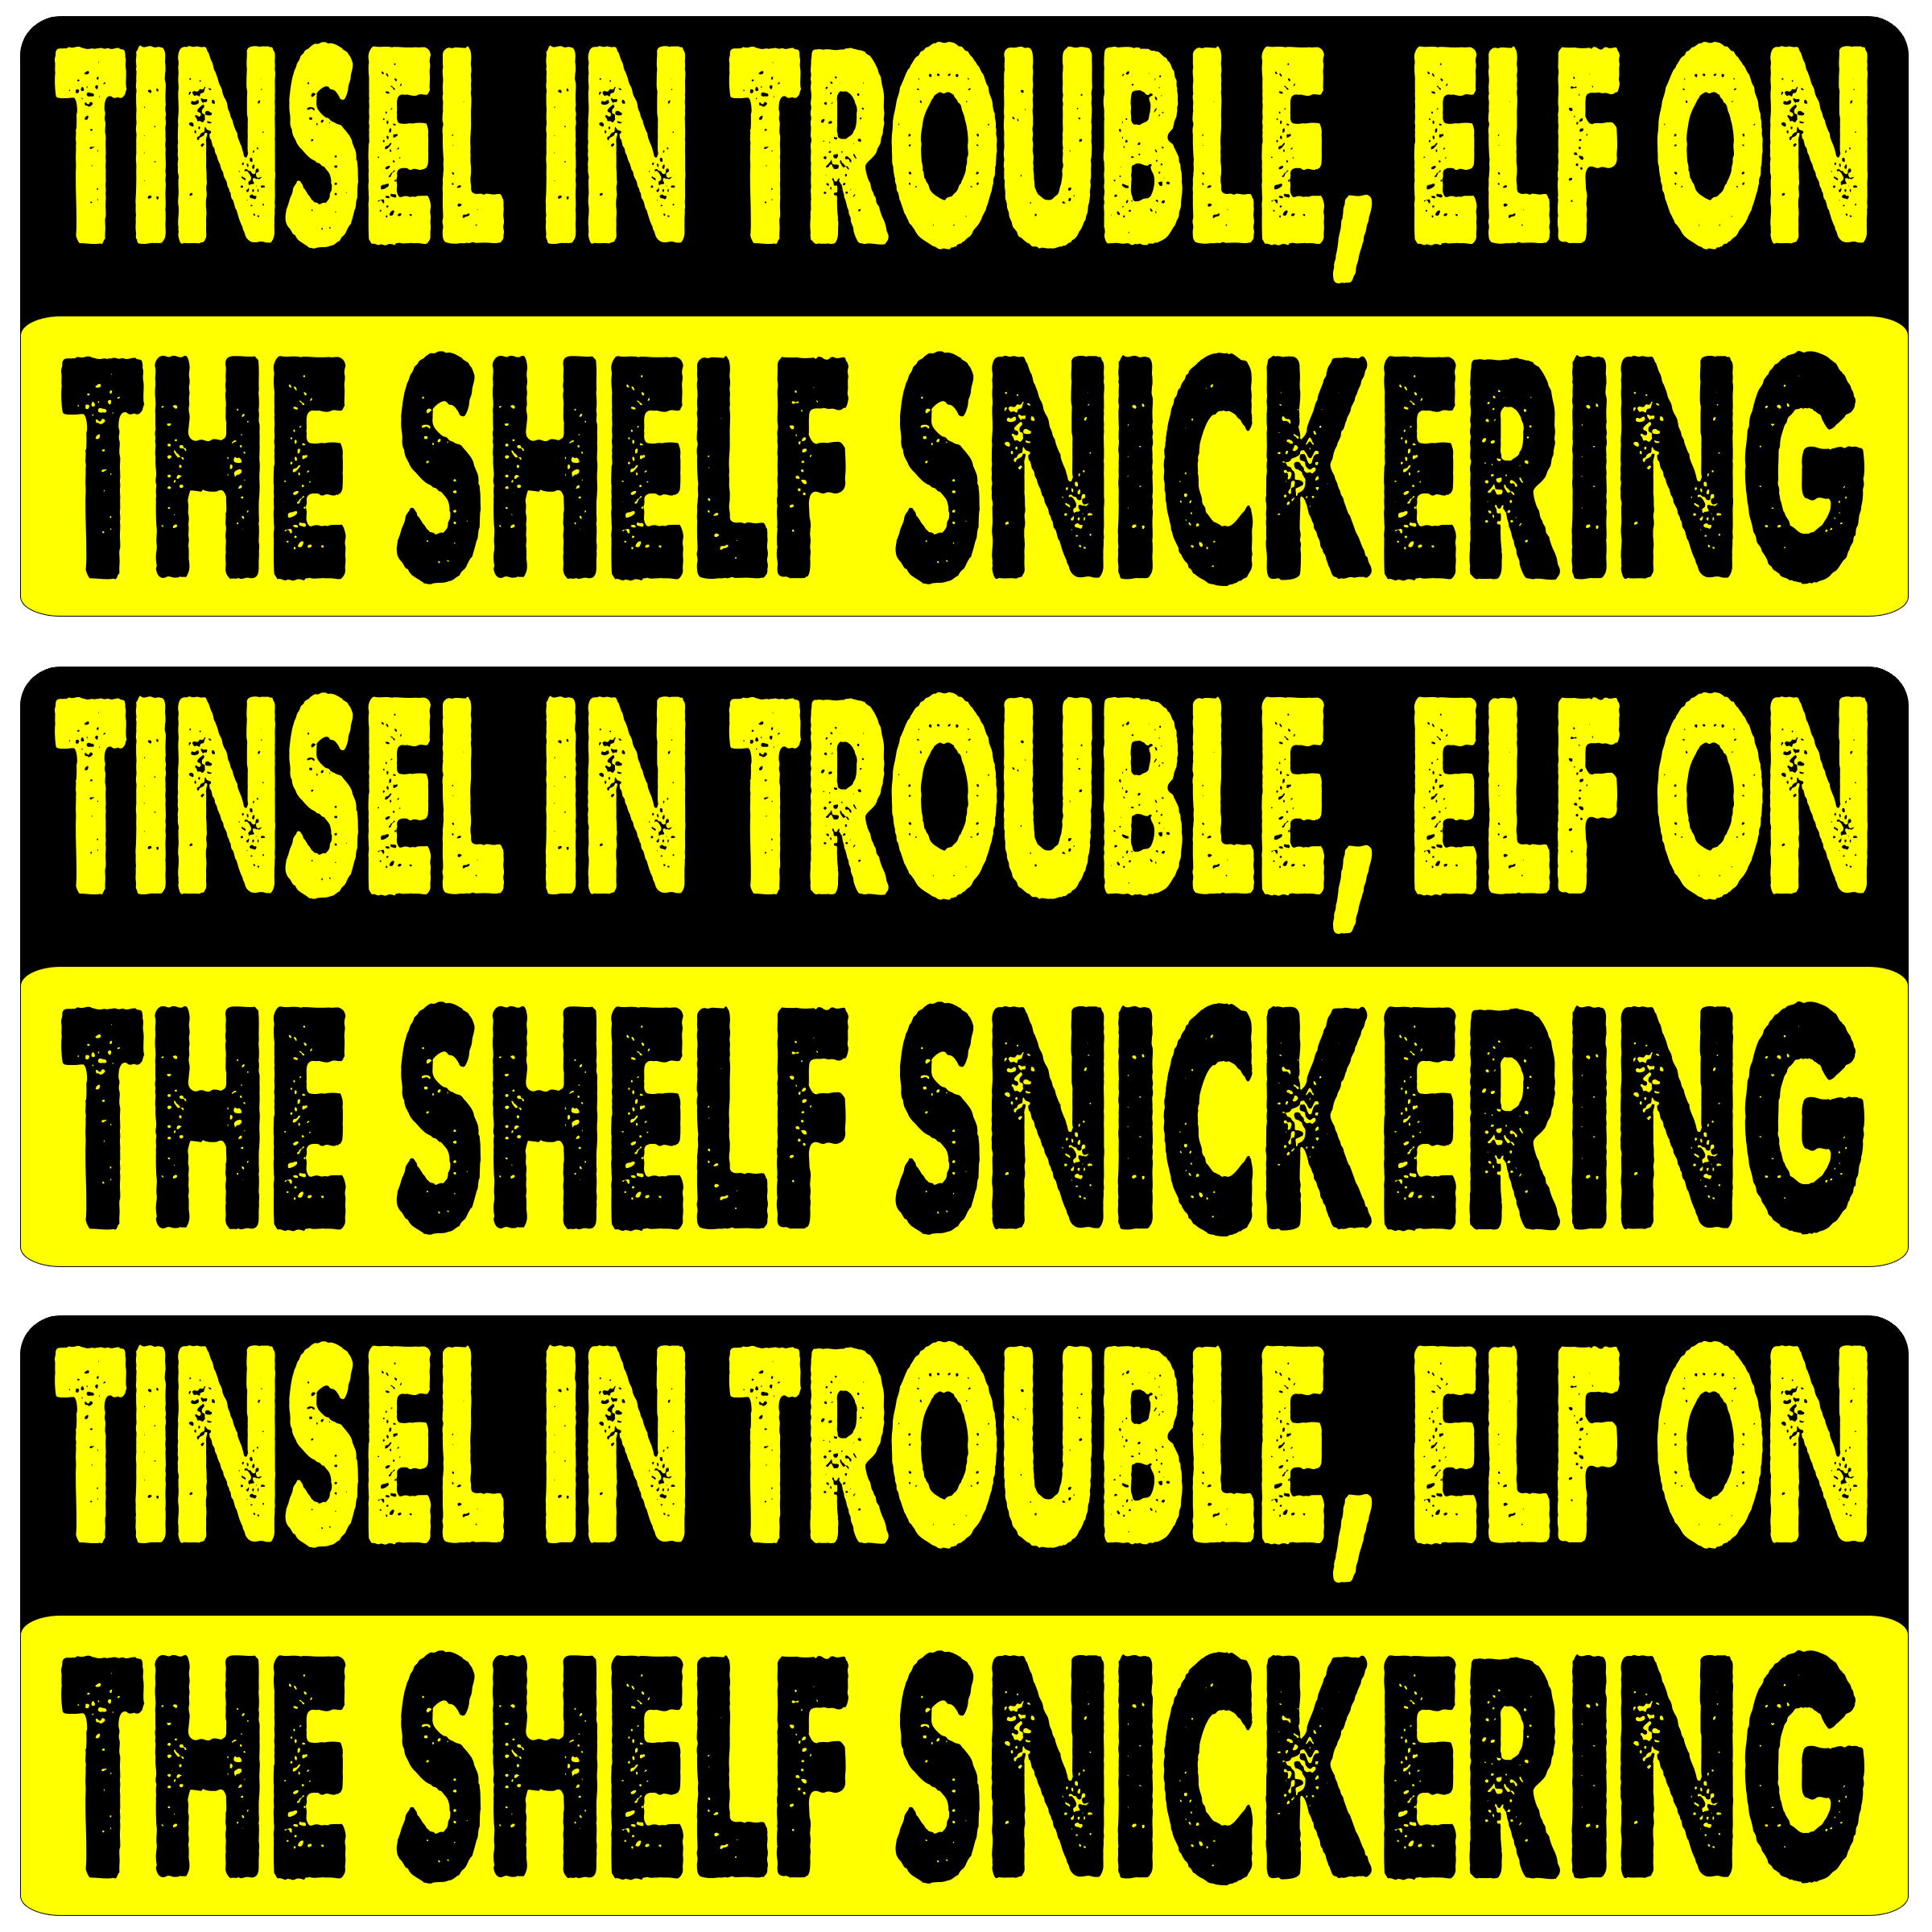 TINSEL IN TROUBLE, ELF ON
THE SHELF SNICKERING
TINSEL IN TROUBLE, ELF ON
THE SHELF SNICKERING
TINSEL IN TROUBLE, ELF ON
THE SHELF SNICKERING